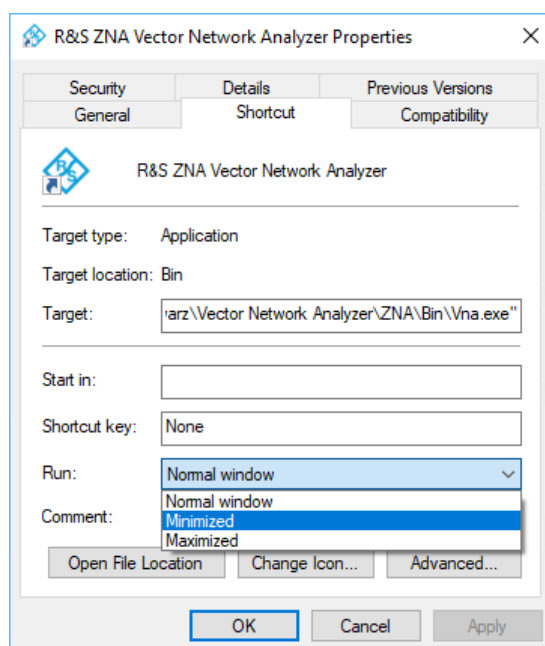 R&S ZNA Vector Network Analyzer Properties
Security Details Previous Versions
General Shortcut Compatibility
R&S
R&S ZNA Vector Network Analyzer
Target type: Application
Target location: Bin
Target: arz\Vector Network Analyzer\ZNA\Bin\Vna.exe"
Start in:
Shortcut key: None
Run: Normal window
Normal window
Comment: Minimized
Maximized
Open File Location Change Icon... Advanced...
OK Cancel Apply